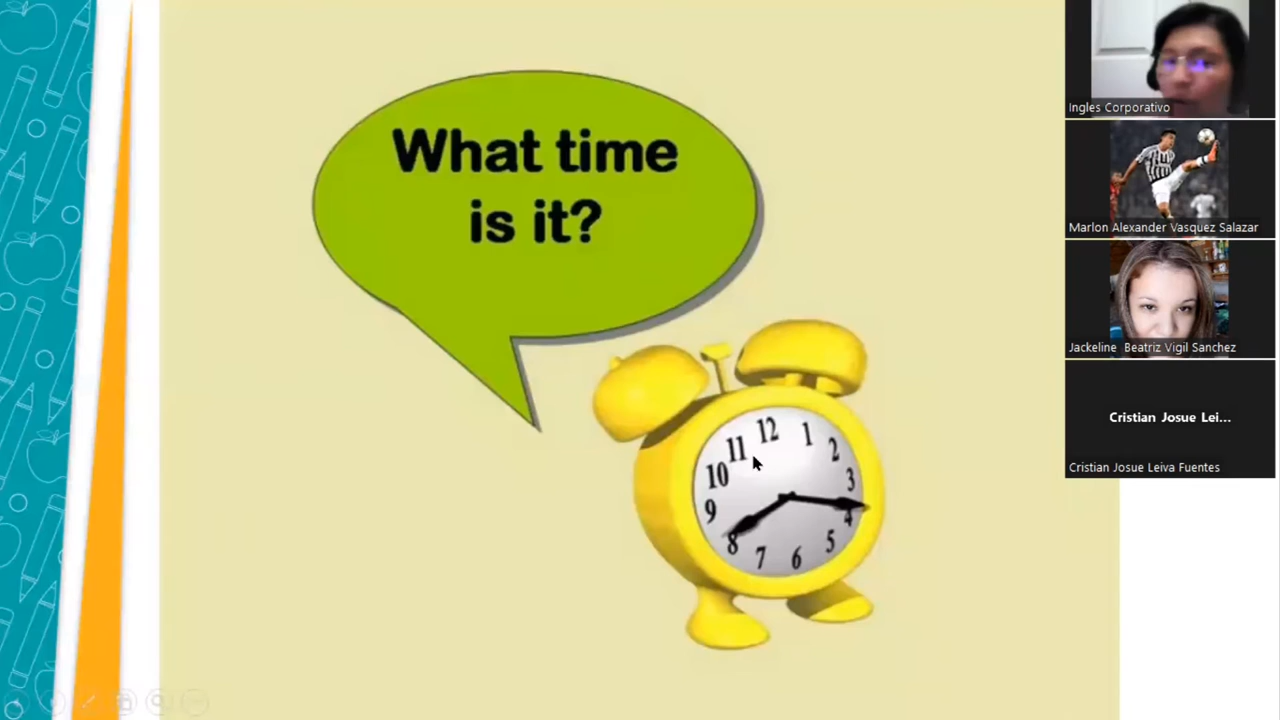 What time
is it?
12
1
2
3
4
5
6
7
8
9
10
11
Ingles Corporativo
Marlon Alexander Vasquez Salazar
Jackeline Beatriz Vigil Sanchez
Cristian Josue Lei...
Cristian Josue Leiva Fuentes